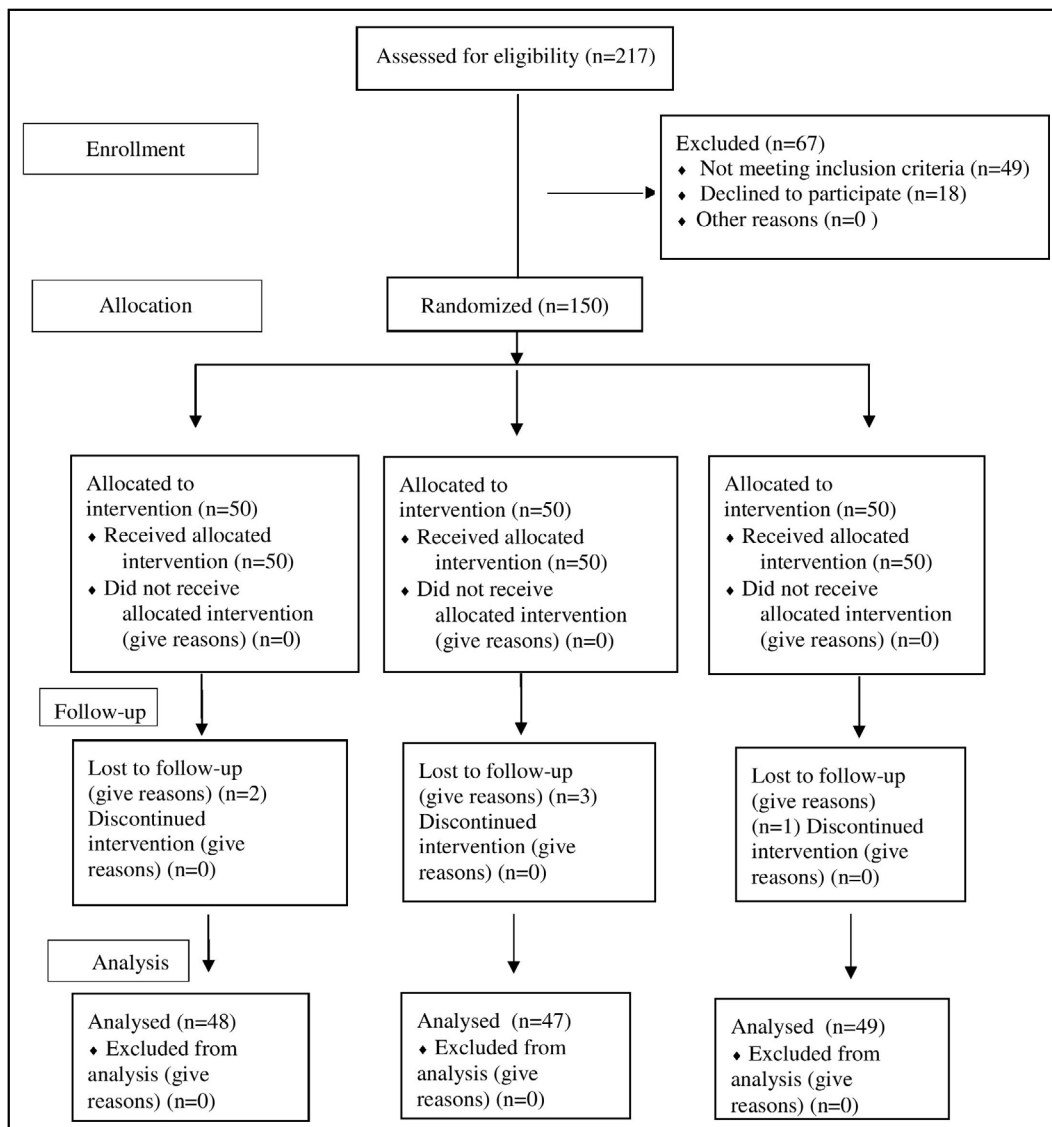 Assessed for eligibility (n=217)
Enrollment
Excluded (n=67)
⬧ Not meeting inclusion criteria (n=49)
⬧ Declined to participate (n=18)
⬧ Other reasons (n=0 )
Allocation
Randomized (n=150)
Allocated to
intervention (n=50)
⬧ Received allocated
intervention (n=50)
⬧ Did not receive
allocated intervention
(give reasons) (n=0)
Allocated to
intervention (n=50)
⬧ Received allocated
intervention (n=50)
⬧ Did not receive
allocated intervention
(give reasons) (n=0)
Allocated to
intervention (n=50)
⬧ Received allocated
intervention (n=50)
⬧ Did not receive
allocated intervention
(give reasons) (n=0)
Follow-up
Lost to follow-up
(give reasons) (n=2)
Discontinued
intervention (give
reasons) (n=0)
Lost to follow-up
(give reasons) (n=3)
Discontinued
intervention (give
reasons) (n=0)
Lost to follow-up
(give reasons)
(n=1) Discontinued
intervention (give
reasons) (n=0)
Analysis
Analysed (n=48)
⬧ Excluded from
analysis (give
reasons) (n=0)
Analysed (n=47)
⬧ Excluded from
analysis (give
reasons) (n=0)
Analysed (n=49)
⬧ Excluded from
analysis (give
reasons) (n=0)